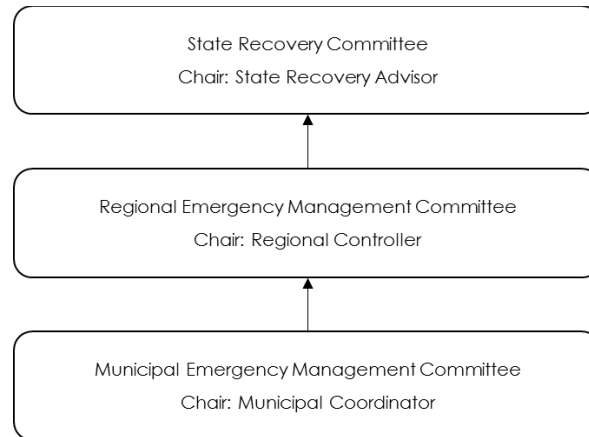 State Recovery Committee
Chair: State Recovery Advisor
Regional Emergency Management Committee
Chair: Regional Controller
Municipal Emergency Management Committee
Chair: Municipal Coordinator